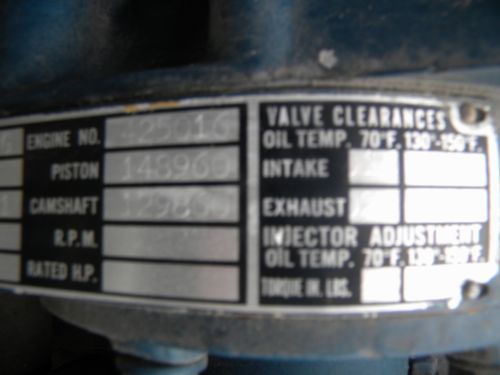 ENGINE NO.
PISTON 148960
CAMSHAFT
R.P.M.
RATED H.P.
VALVE CLEARANCES
OIL TEMP. 70°F. 130°-150°F.
INTAKE
EXHAUST
INJECTOR ADJUSTMENT
OIL TEMP. 70°F. 130°-150°F.
TORQUE IN. LBS.